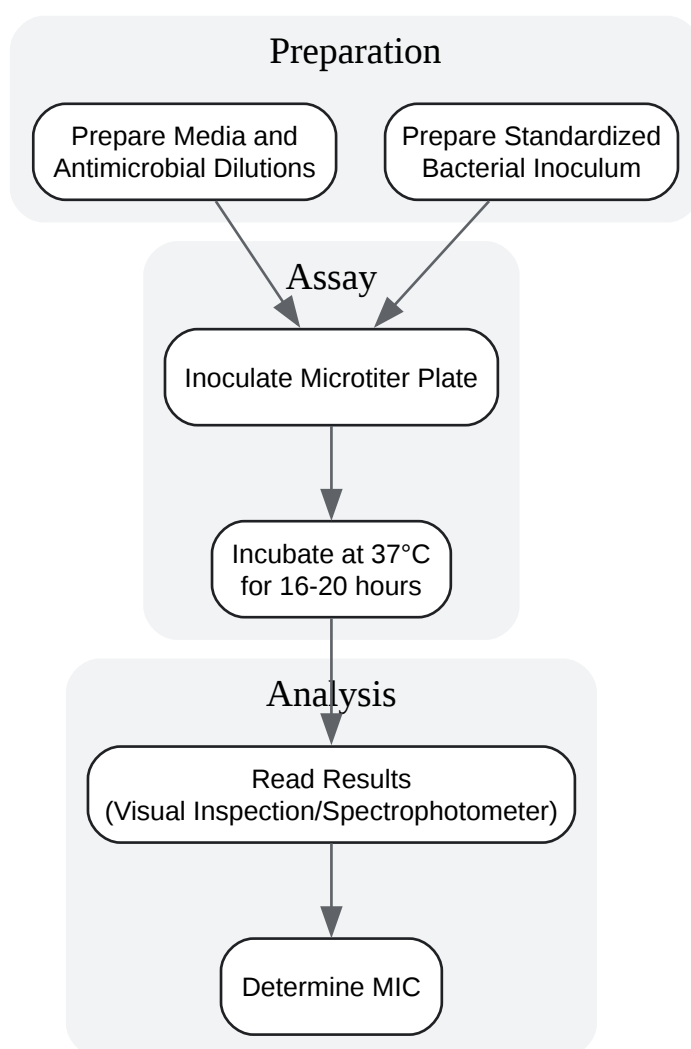 Preparation
Prepare Media and
Antimicrobial Dilutions
Prepare Standardized
Bacterial Inoculum
Assay
Inoculate Microtiter Plate
Incubate at 37°C
for 16-20 hours
Analysis
Read Results
(Visual Inspection/Spectrophotometer)
Determine MIC